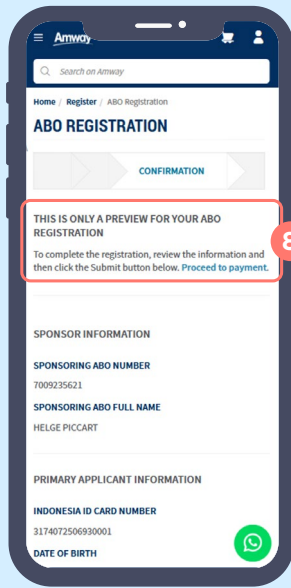 Amway
Search on Amway
Home / Register / ABO Registration
ABO REGISTRATION
CONFIRMATION
THIS IS ONLY A PREVIEW FOR YOUR ABO
REGISTRATION
To complete the registration, review the information and
then click the Submit button below. Proceed to payment.
8
SPONSOR INFORMATION
SPONSORING ABO NUMBER
7009235621
SPONSORING ABO FULL NAME
HELGE PICCART
PRIMARY APPLICANT INFORMATION
INDONESIA ID CARD NUMBER
3174072506930001
DATE OF BIRTH